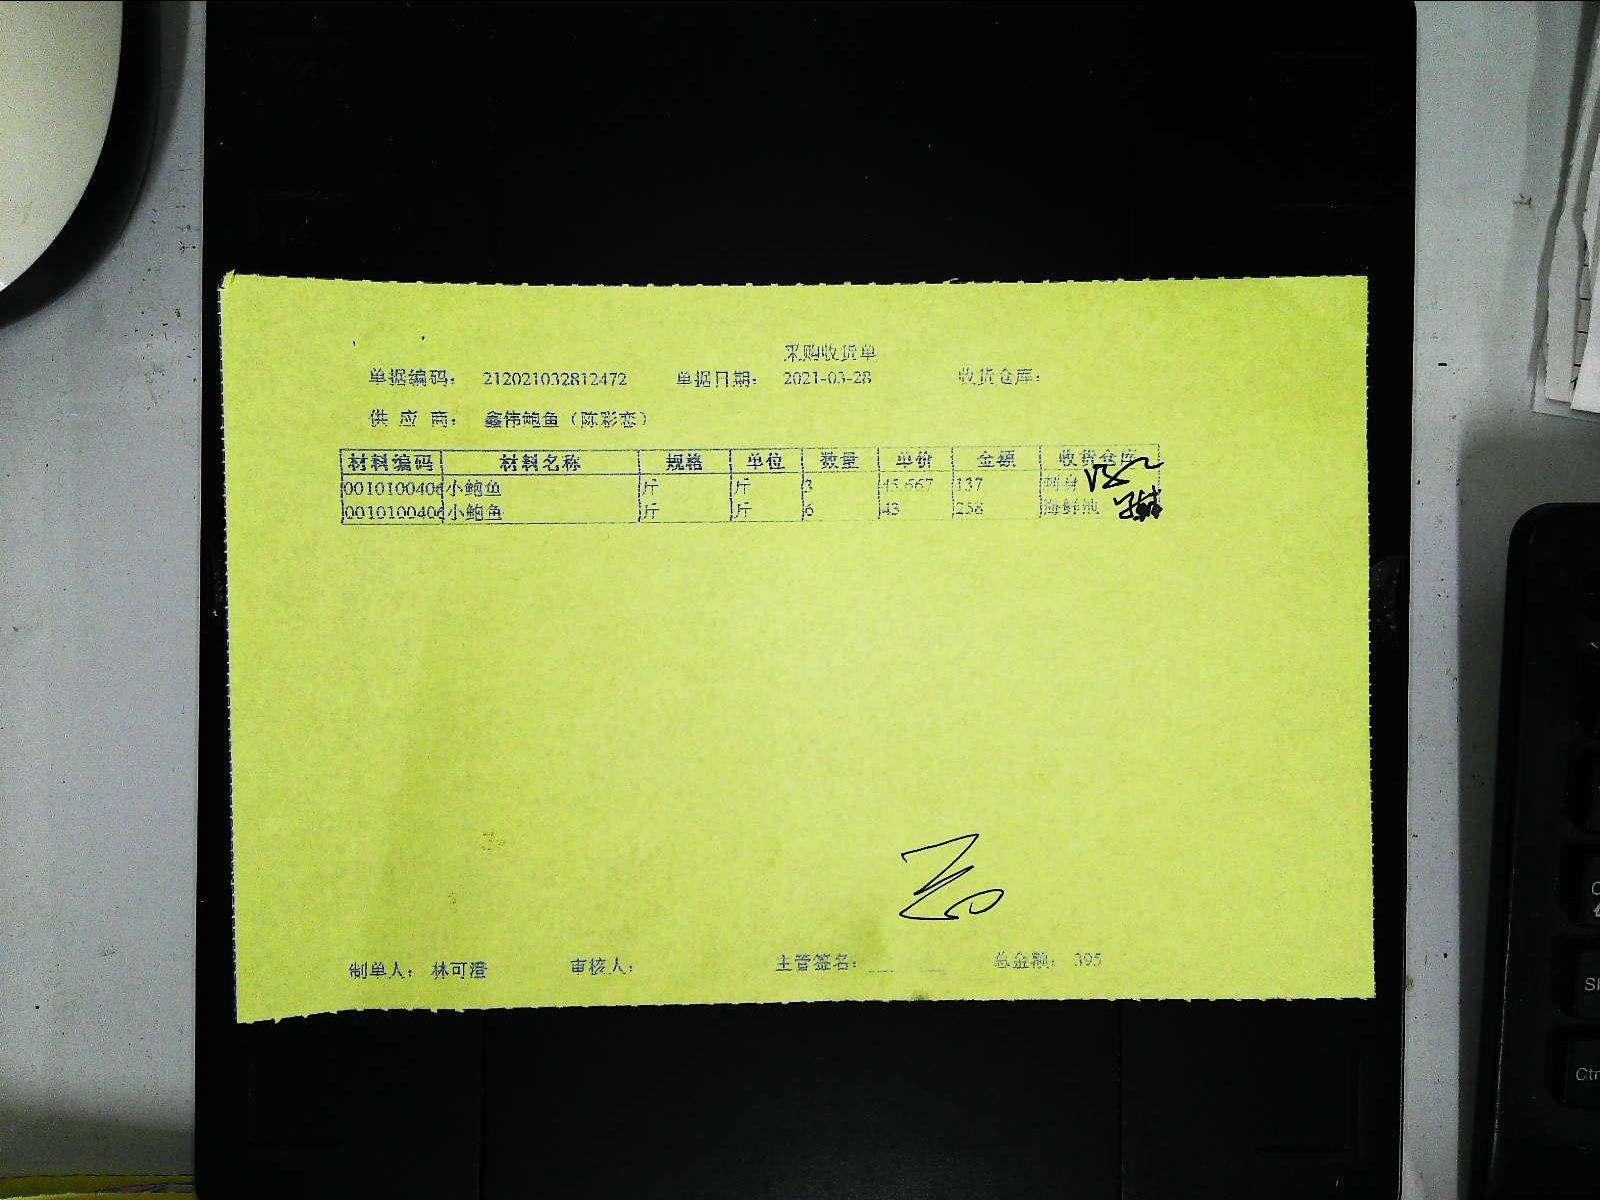 采购收货单
单据编码： 212021032812472 单据日期： 2021-03-28 收货仓库：
供 应 商： 鑫伟鲍鱼（陈彩恋）
材料编码 材料名称 规格 单位 数量 单价 金额 收货仓库
0010100406 小鲍鱼 斤 斤 3 45.667 137 刺身
0010100406 小鲍鱼 斤 斤 6 43 258 海鲜池
制单人： 林可澄 审核人： 主管签名： 总金额： 395